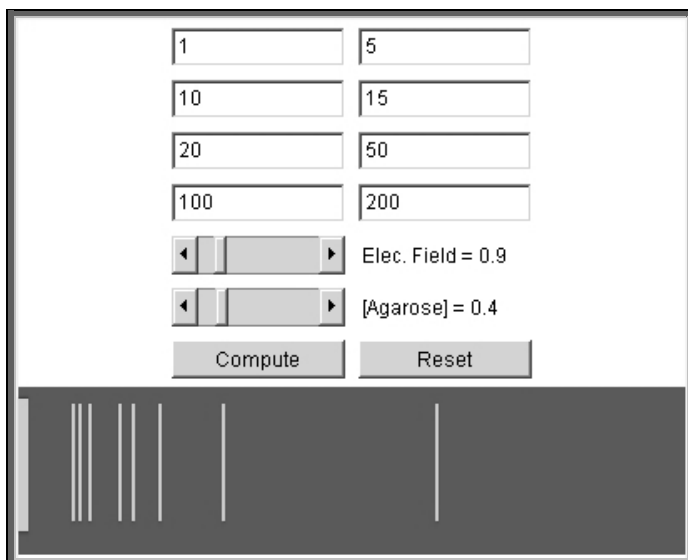 1 5
10 15
20 50
100 200
Elec. Field = 0.9
[Agarose] = 0.4
Compute Reset